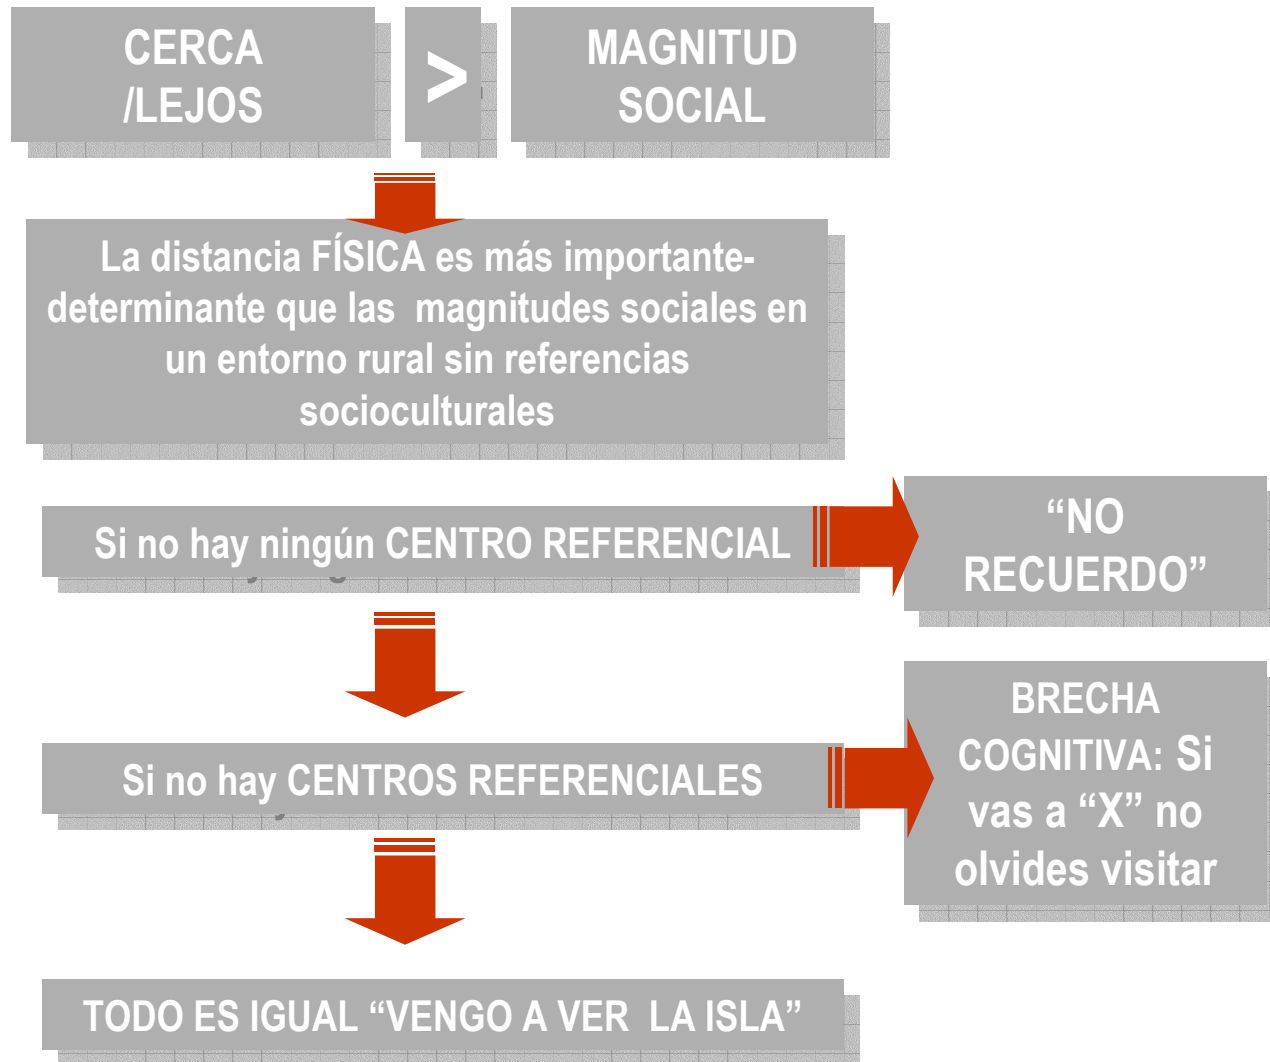 CERCA
/LEJOS
>
MAGNITUD
SOCIAL
La distancia FÍSICA es más importante-
determinante que las magnitudes sociales en
un entorno rural sin referencias
socioculturales
Si no hay ningún CENTRO REFERENCIAL
“NO
RECUERDO”
Si no hay CENTROS REFERENCIALES
BRECHA
COGNITIVA: Si
vas a “X” no
olvides visitar
TODO ES IGUAL “VENGO A VER LA ISLA”